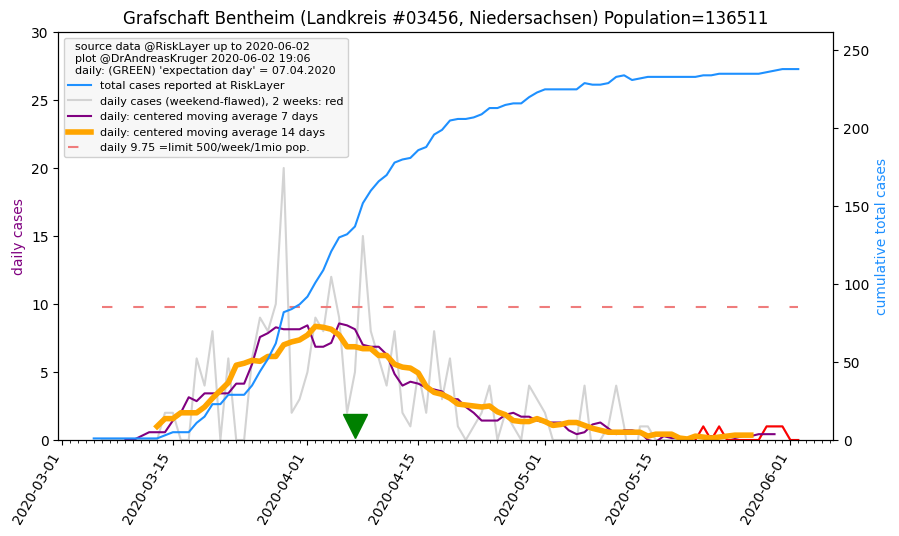 Grafschaft Bentheim (Landkreis #03456, Niedersachsen) Population=136511
source data @RiskLayer up to 2020-06-02
plot @DrAndreasKruger 2020-06-02 19:06
daily: (GREEN) 'expectation day' = 07.04.2020
total cases reported at RiskLayer
daily cases (weekend-flawed), 2 weeks: red
daily: centered moving average 7 days
daily: centered moving average 14 days
daily 9.75 =limit 500/week/1mio pop.
daily cases
30
25
20
15
10
5
0
cumulative total cases
250
200
150
100
50
0
2020-03-01
2020-03-15
2020-04-01
2020-04-15
2020-05-01
2020-05-15
2020-06-01